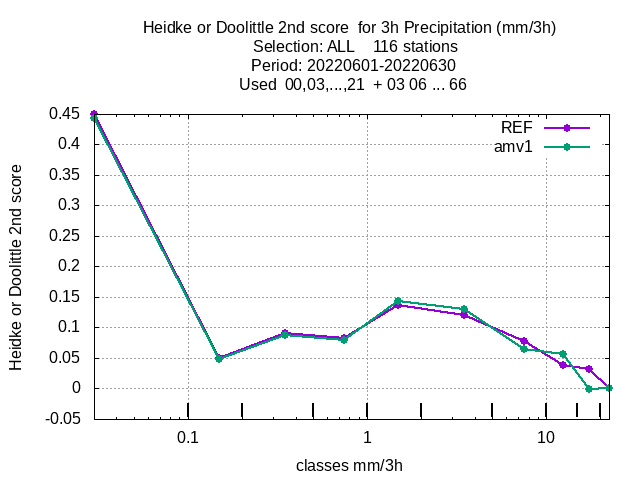 Heidke or Doolittle 2nd score  for 3h Precipitation (mm/3h)
Selection: ALL    116 stations
Period: 20220601-20220630
Used  00,03,...,21  + 03 06 ... 66
REF
amv1
Heidke or Doolittle 2nd score
0.45
0.4
0.35
0.3
0.25
0.2
0.15
0.1
0.05
0
-0.05
0.1 1 10
classes mm/3h